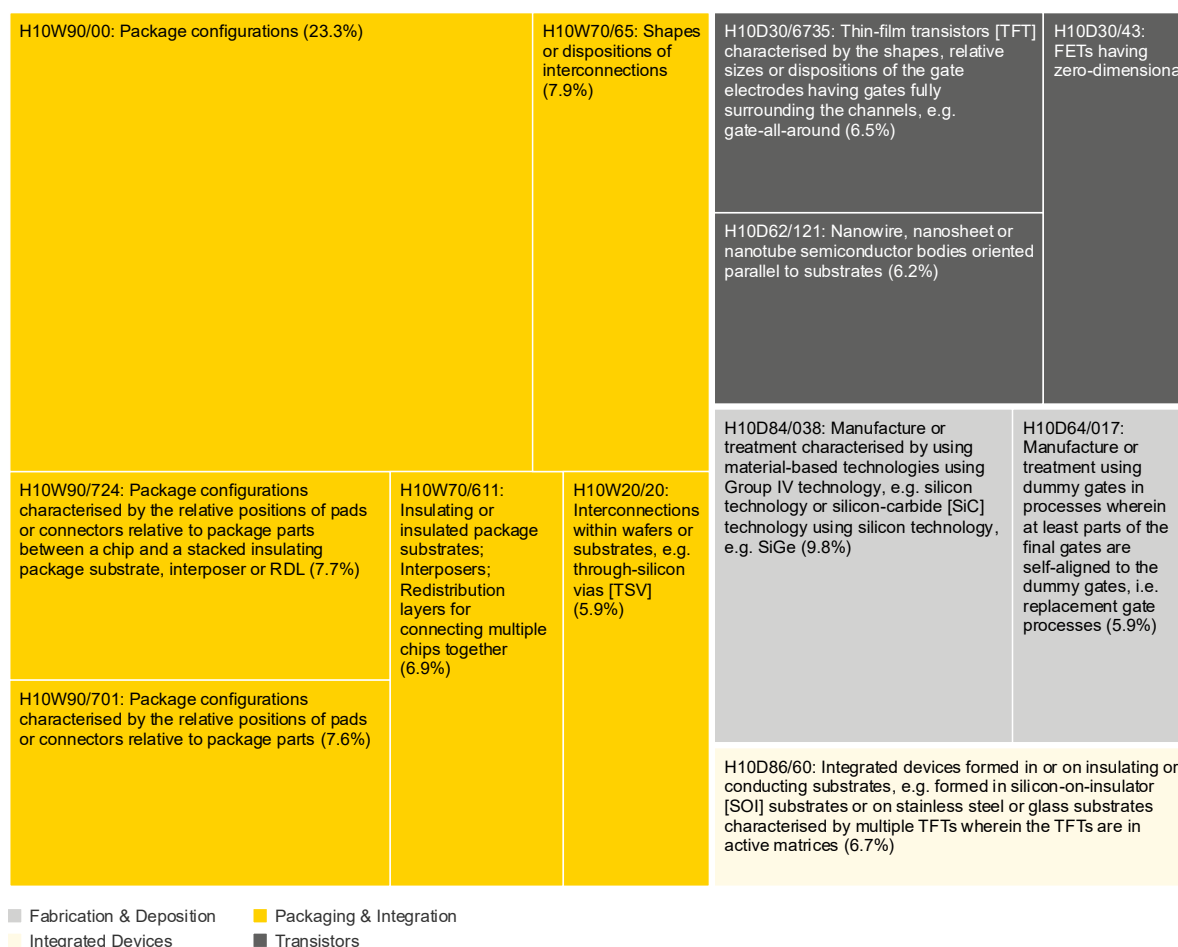 H10W90/00: Package configurations (23.3%)
H10W70/65: Shapes
or dispositions of
interconnections
(7.9%)
H10D30/6735: Thin-film transistors [TFT]
characterised by the shapes, relative
sizes or dispositions of the gate
electrodes having gates fully
surrounding the channels, e.g.
gate-all-around (6.5%)
H10D30/43:
FETs having
zero-dimensiona
H10D62/121: Nanowire, nanosheet or
nanotube semiconductor bodies oriented
parallel to substrates (6.2%)
H10W90/724: Package configurations
characterised by the relative positions of pads
or connectors relative to package parts
between a chip and a stacked insulating
package substrate, interposer or RDL (7.7%)
H10W70/611:
Insulating or
insulated package
substrates;
Interposers;
Redistribution
layers for
connecting multiple
chips together
(6.9%)
H10W20/20:
Interconnections
within wafers or
substrates, e.g.
through-silicon
vias [TSV]
(5.9%)
H10D84/038: Manufacture or
treatment characterised by using
material-based technologies using
Group IV technology, e.g. silicon
technology or silicon-carbide [SiC]
technology using silicon technology,
e.g. SiGe (9.8%)
H10D64/017:
Manufacture or
treatment using
dummy gates in
processes wherein
at least parts of the
final gates are
self-aligned to the
dummy gates, i.e.
replacement gate
processes (5.9%)
H10W90/701: Package configurations
characterised by the relative positions of pads
or connectors relative to package parts (7.6%)
H10D86/60: Integrated devices formed in or on insulating or
conducting substrates, e.g. formed in silicon-on-insulator
[SOI] substrates or on stainless steel or glass substrates
characterised by multiple TFTs wherein the TFTs are in
active matrices (6.7%)
Fabrication & Deposition
Packaging & Integration
Integrated Devices
Transistors